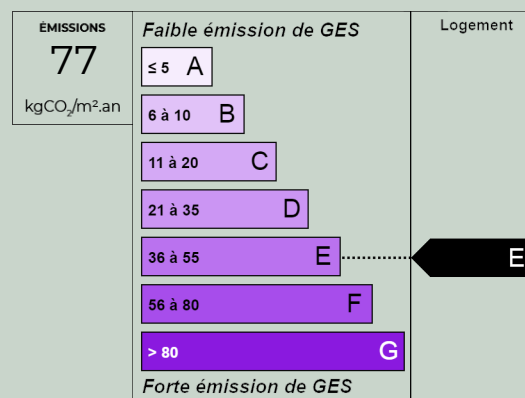 ÉMISSIONS
77
kgCO₂/m².an
Faible émission de GES
≤ 5 A
6 à 10 B
11 à 20 C
21 à 35 D
36 à 55 E
56 à 80 F
> 80 G
Forte émission de GES
Logement
E